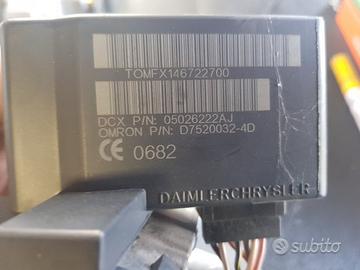 TOMFX146722700
DCX P/N: 05026222AJ
OMRON P/N: D7520032-4D
CE 0682
DAIMLERCHRYSLER
subito